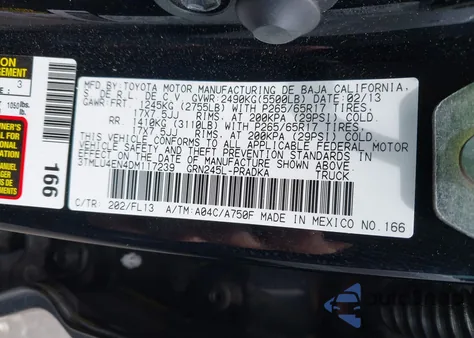 MFD.BY:TOYOTA MOTOR MANUFACTURING DE BAJA CALIFORNIA,
DE R.L. DE C.V. GVWR:2490KG(5500LB) DATE:02/13
GAWR:FRT 1245KG (2755LB) WITH P265/65R17 TIRES,
17X7.5JJ RIMS, AT 200KPA (29PSI) COLD
RR 1410KG (3110LB) WITH P265/65R17 TIRES,
17X7.5JJ RIMS, AT 200KPA (29PSI) COLD
THIS VEHICLE CONFORMS TO ALL APPLICABLE FEDERAL MOTOR
VEHICLE SAFETY AND THEFT PREVENTION STANDARDS IN
EFFECT ON THE DATE OF MANUFACTURE SHOWN ABOVE.
5TMLU4EN4DM117239 GRN245L-PRADKA TRUCK
C/TR: 202/FL13 A/TM:A04C/A750F MADE IN MEXICO NO.166
166
3
1050lbs.